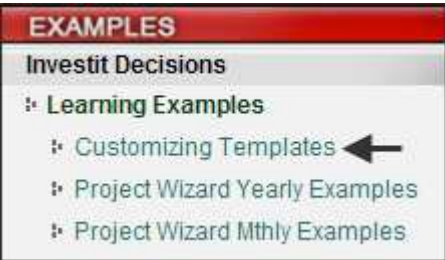 EXAMPLES
Investit Decisions
Learning Examples
Customizing Templates
Project Wizard Yearly Examples
Project Wizard Mthly Examples